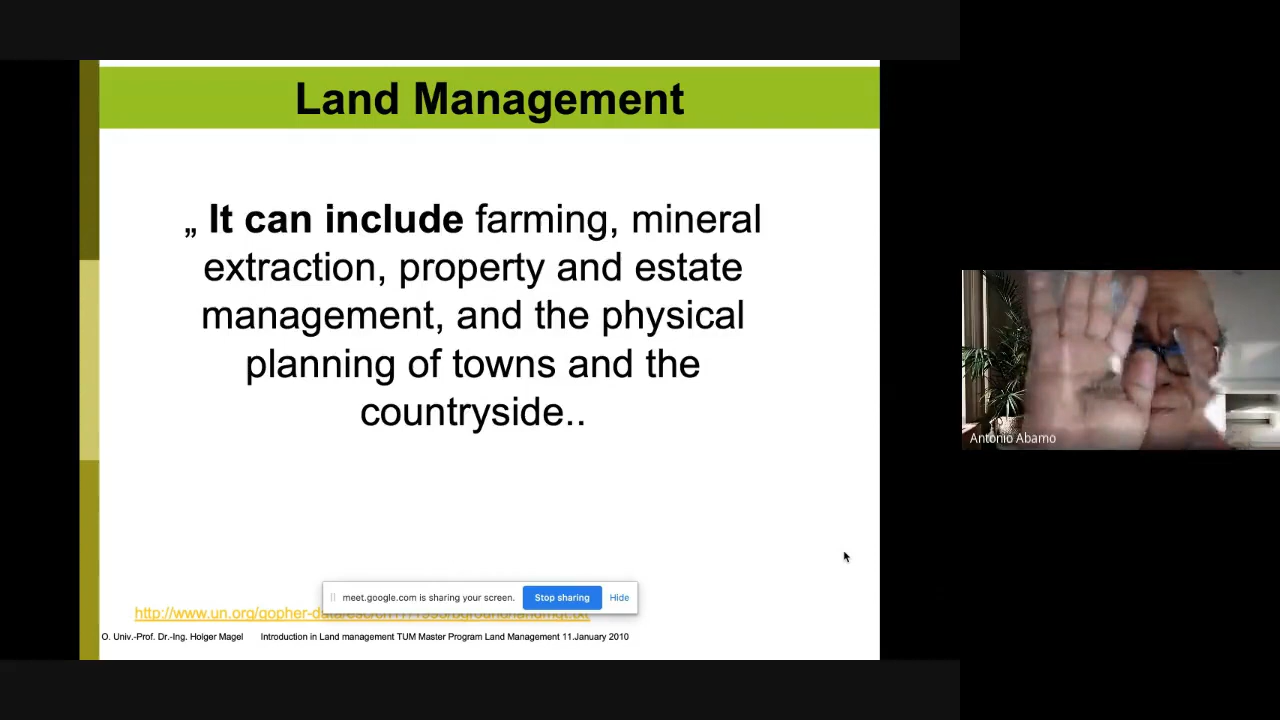 Land Management
„ It can include farming, mineral
extraction, property and estate
management, and the physical
planning of towns and the
countryside..
meet.google.com is sharing your screen. Stop sharing Hide
O. Univ.-Prof. Dr.-Ing. Holger Magel Introduction in Land management TUM Master Program Land Management 11.January 2010
Antonio Abamo